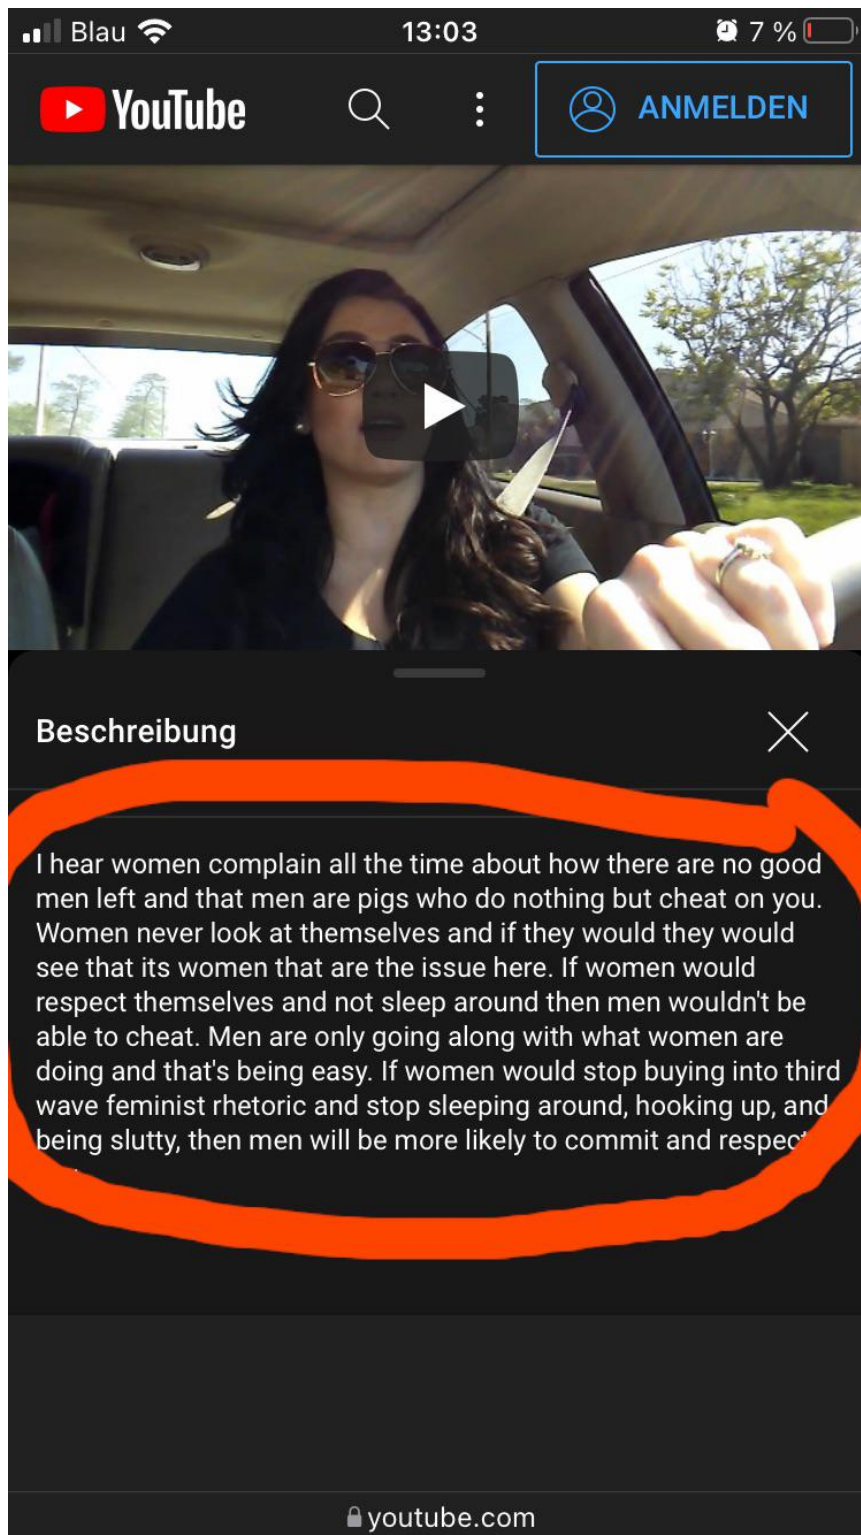 Blau 13:03 7 %
YouTube ANMELDEN
Beschreibung
I hear women complain all the time about how there are no good
men left and that men are pigs who do nothing but cheat on you.
Women never look at themselves and if they would they would
see that its women that are the issue here. If women would
respect themselves and not sleep around then men wouldn't be
able to cheat. Men are only going along with what women are
doing and that's being easy. If women would stop buying into third
wave feminist rhetoric and stop sleeping around, hooking up, and
being slutty, then men will be more likely to commit and respect
youtube.com